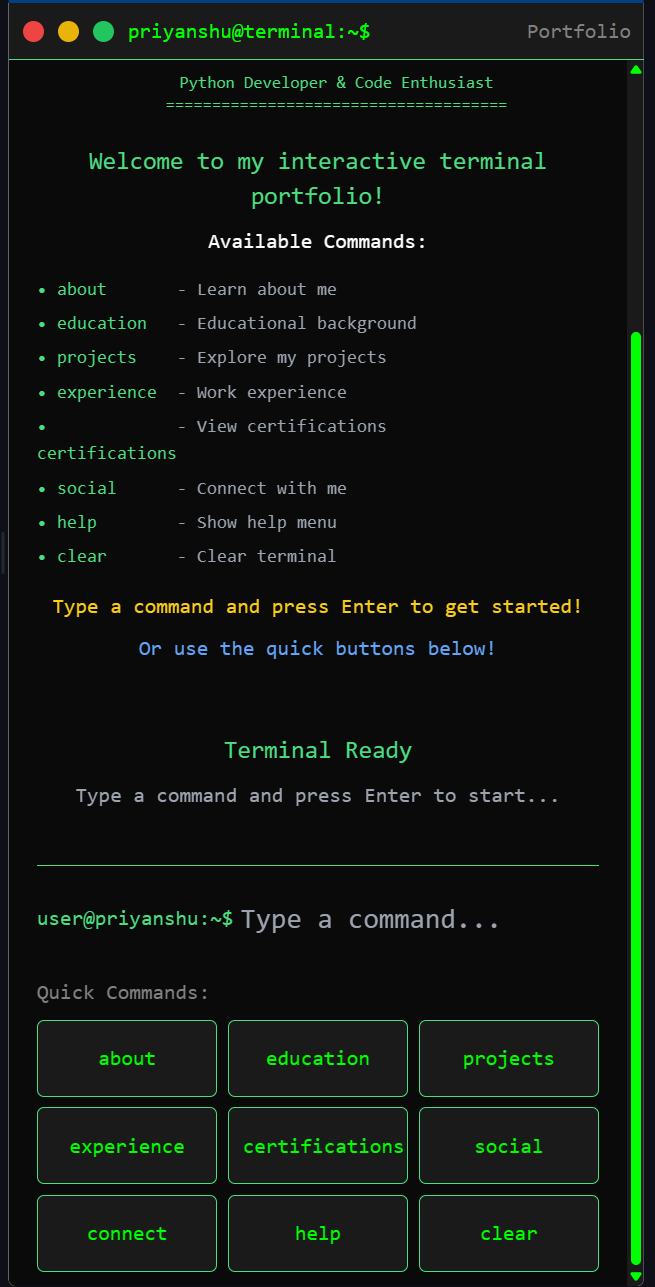 priyanshu@terminal:~$ Portfolio
Python Developer & Code Enthusiast
=====================================
Welcome to my interactive terminal
portfolio!
Available Commands:
• about - Learn about me
• education - Educational background
• projects - Explore my projects
• experience - Work experience
• - View certifications
certifications
• social - Connect with me
• help - Show help menu
• clear - Clear terminal
Type a command and press Enter to get started!
Or use the quick buttons below!
Terminal Ready
Type a command and press Enter to start...
user@priyanshu:~$ Type a command...
Quick Commands:
about education projects
experience certifications social
connect help clear